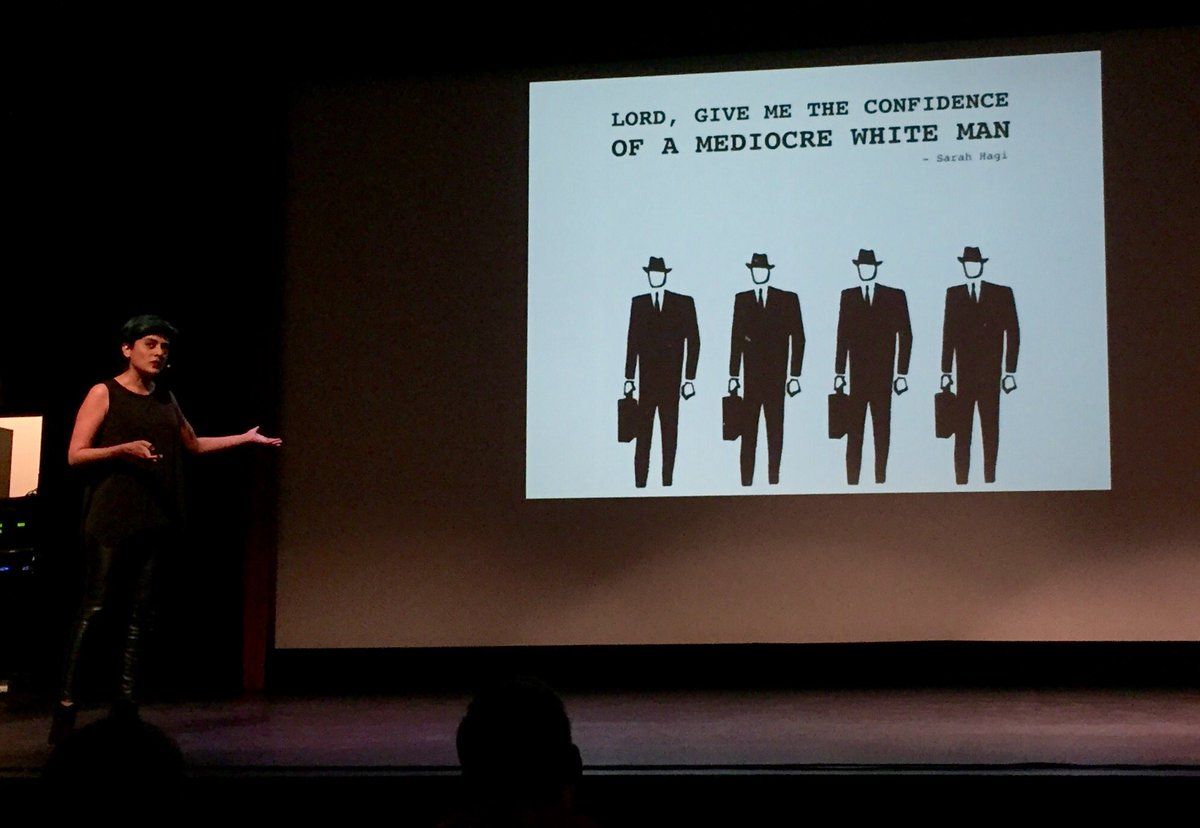 LORD, GIVE ME THE CONFIDENCE
OF A MEDIOCRE WHITE MAN
- Sarah Hagi